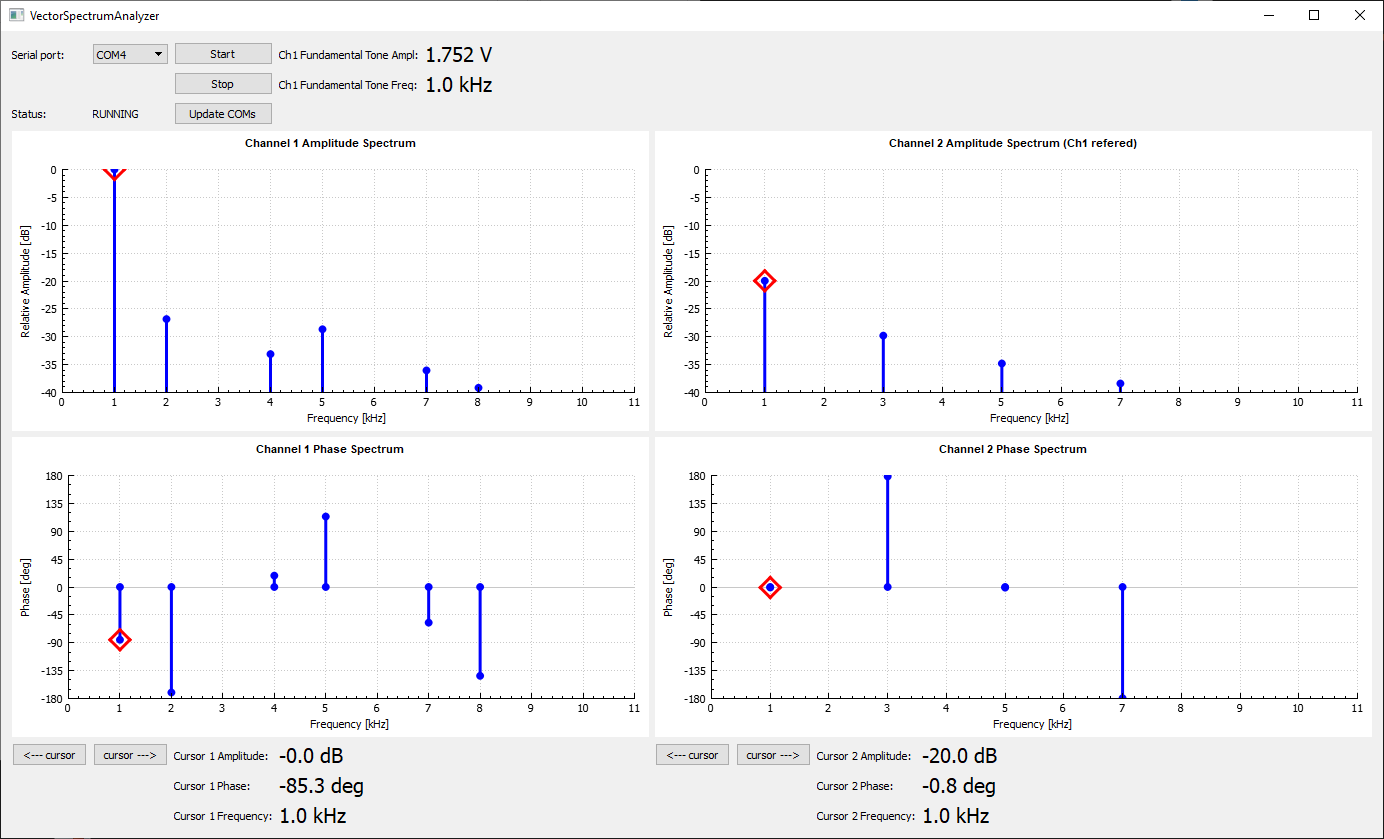 VectorSpectrumAnalyzer
Serial port: COM4 Start Ch1 Fundamental Tone Ampl: 1.752 V
Stop Ch1 Fundamental Tone Freq: 1.0 kHz
Status: RUNNING Update COMs
Channel 1 Amplitude Spectrum
0
-5
-10
-15
-20
-25
-30
-35
-40
Relative Amplitude [dB]
0 1 2 3 4 5 6 7 8 9 10 11
Frequency [kHz]
Channel 2 Amplitude Spectrum (Ch1 refered)
0
-5
-10
-15
-20
-25
-30
-35
-40
Relative Amplitude [dB]
0 1 2 3 4 5 6 7 8 9 10 11
Frequency [kHz]
Channel 1 Phase Spectrum
180
135
90
45
0
-45
-90
-135
-180
Phase [deg]
0 1 2 3 4 5 6 7 8 9 10 11
Frequency [kHz]
Channel 2 Phase Spectrum
180
135
90
45
0
-45
-90
-135
-180
Phase [deg]
0 1 2 3 4 5 6 7 8 9 10 11
Frequency [kHz]
<--- cursor cursor ---> Cursor 1 Amplitude: -0.0 dB
Cursor 1 Phase: -85.3 deg
Cursor 1 Frequency: 1.0 kHz
<--- cursor cursor ---> Cursor 2 Amplitude: -20.0 dB
Cursor 2 Phase: -0.8 deg
Cursor 2 Frequency: 1.0 kHz